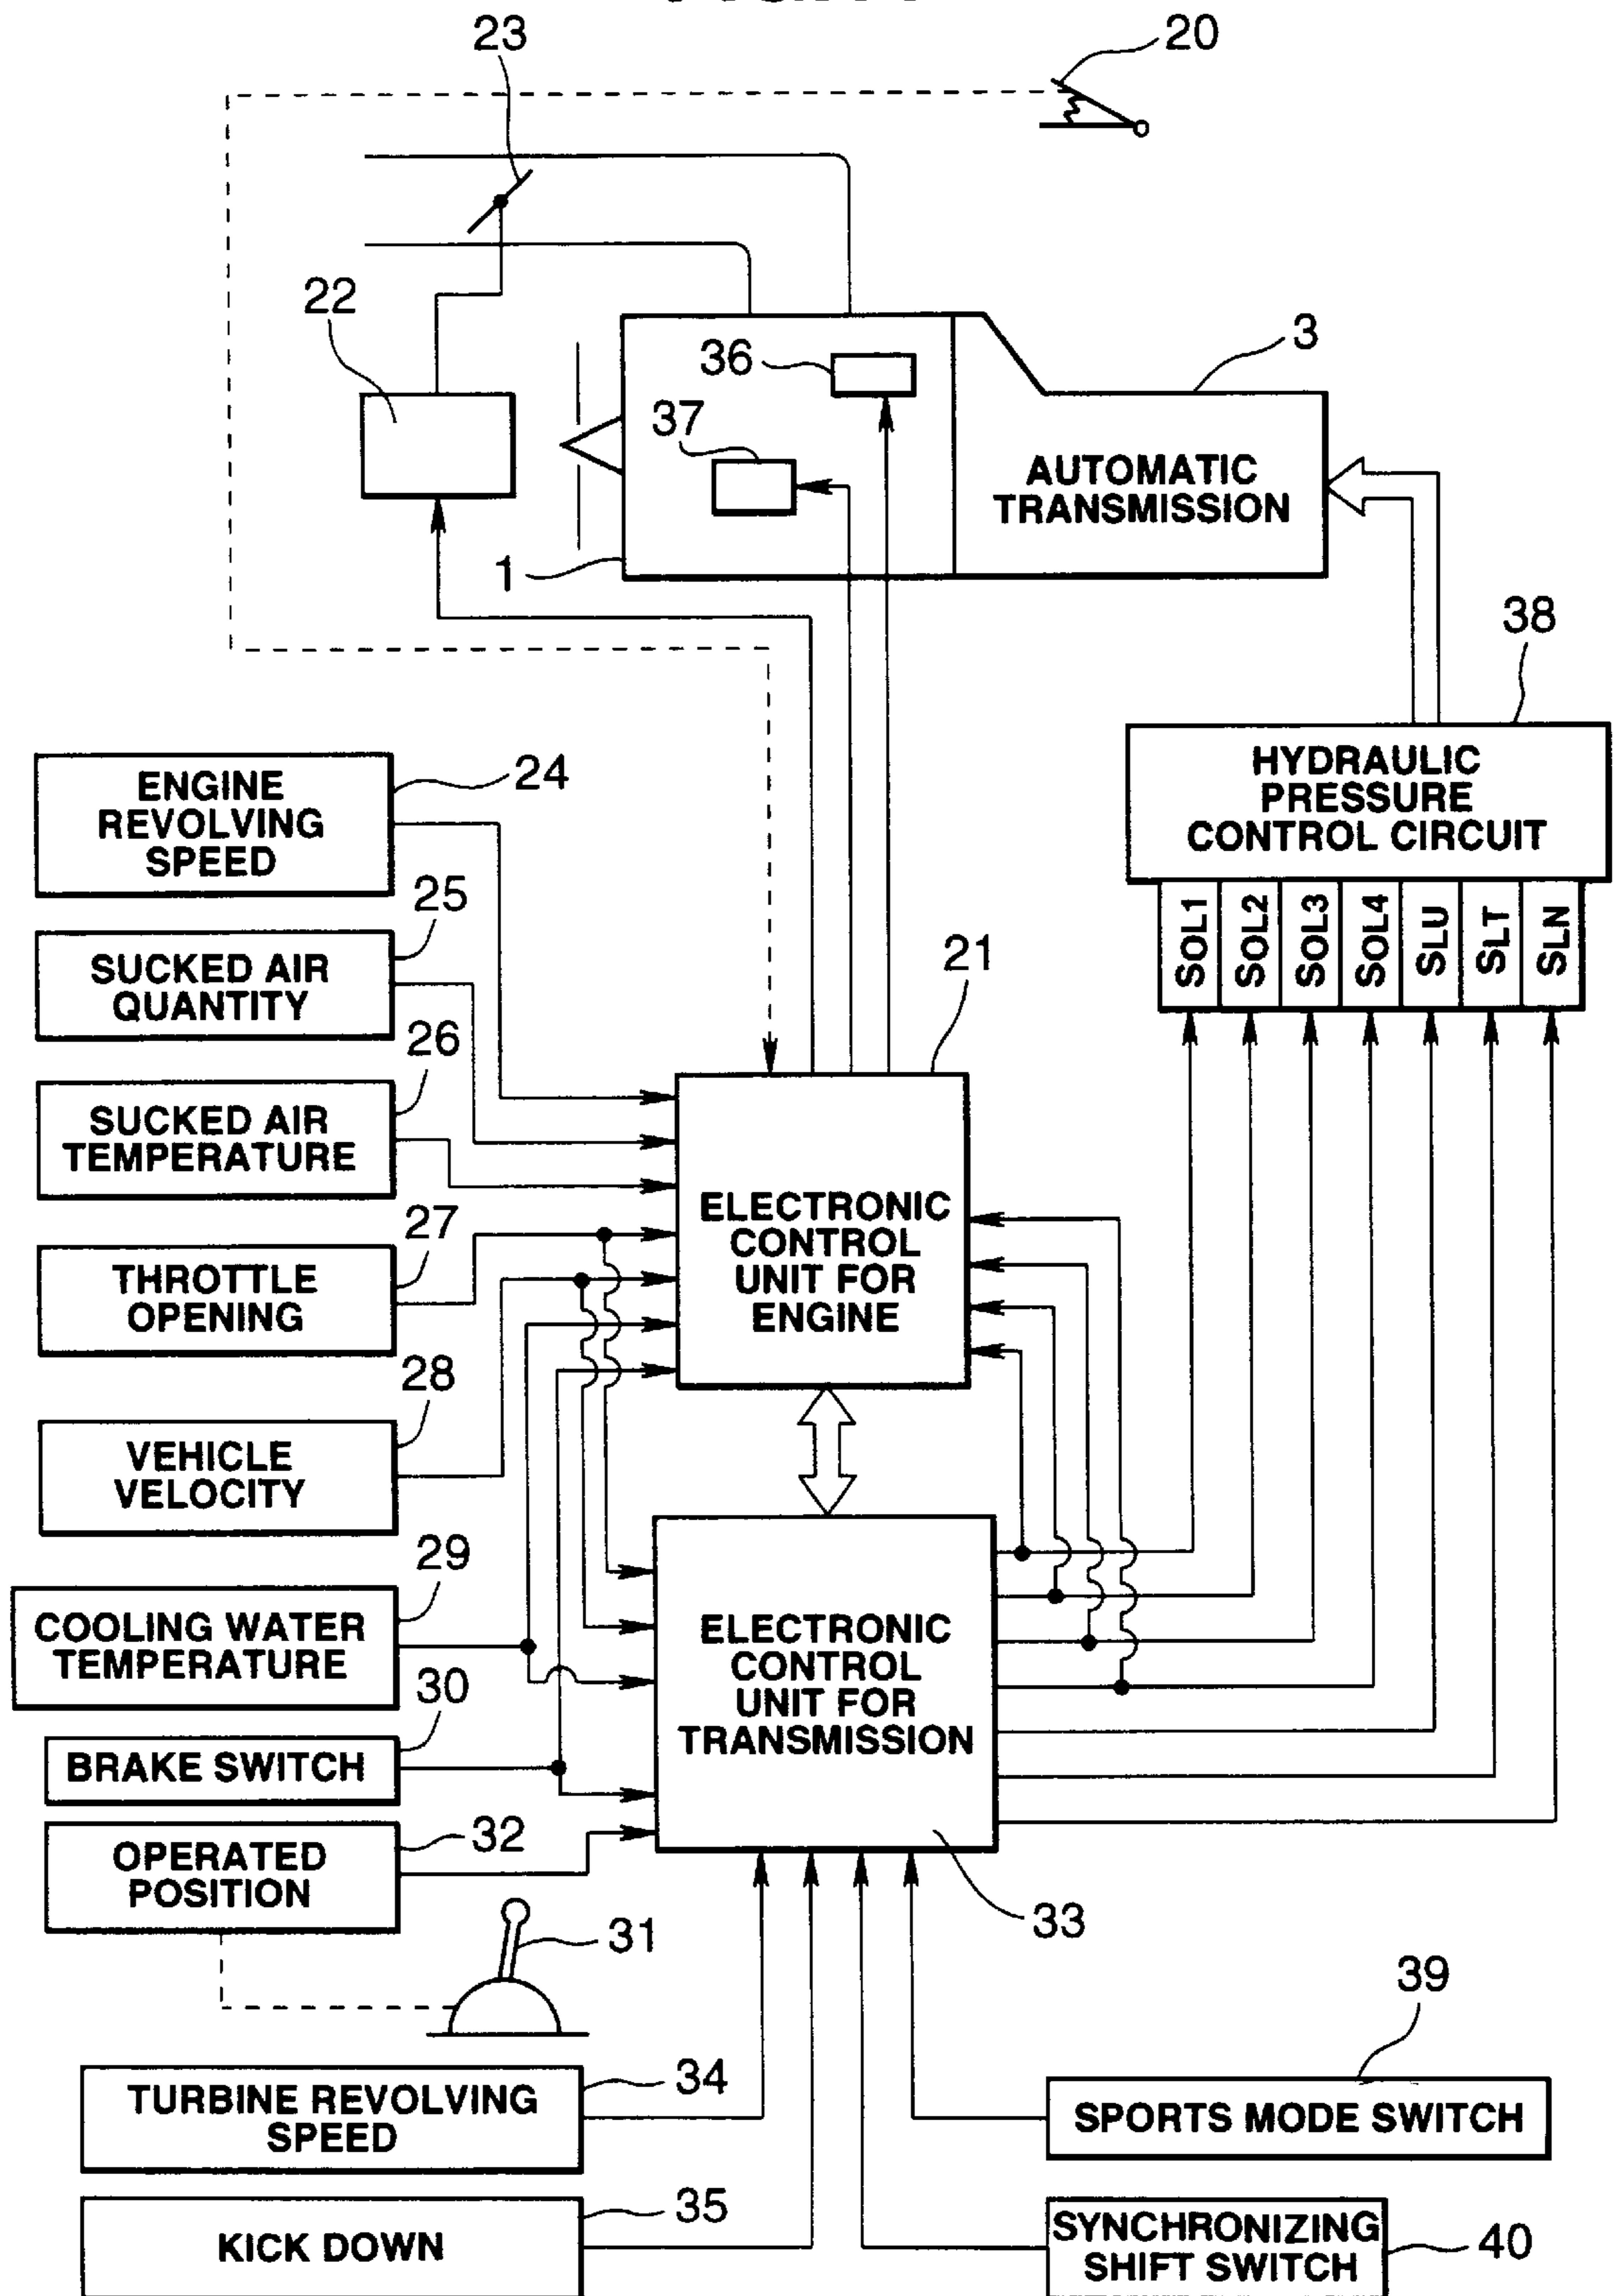 23
20
22
36
3
37
AUTOMATIC
TRANSMISSION
1
38
HYDRAULIC
PRESSURE
CONTROL CIRCUIT
SOL1
SOL2
SOL3
SOL4
SLU
SLT
SLN
ENGINE
REVOLVING
SPEED
24
25
SUCKED AIR
QUANTITY
21
26
SUCKED AIR
TEMPERATURE
27
THROTTLE
OPENING
ELECTRONIC
CONTROL
UNIT FOR
ENGINE
28
VEHICLE
VELOCITY
29
COOLING WATER
TEMPERATURE
ELECTRONIC
CONTROL
UNIT FOR
TRANSMISSION
30
BRAKE SWITCH
32
OPERATED
POSITION
33
31
39
34
TURBINE REVOLVING
SPEED
SPORTS MODE SWITCH
35
KICK DOWN
SYNCHRONIZING
SHIFT SWITCH
40